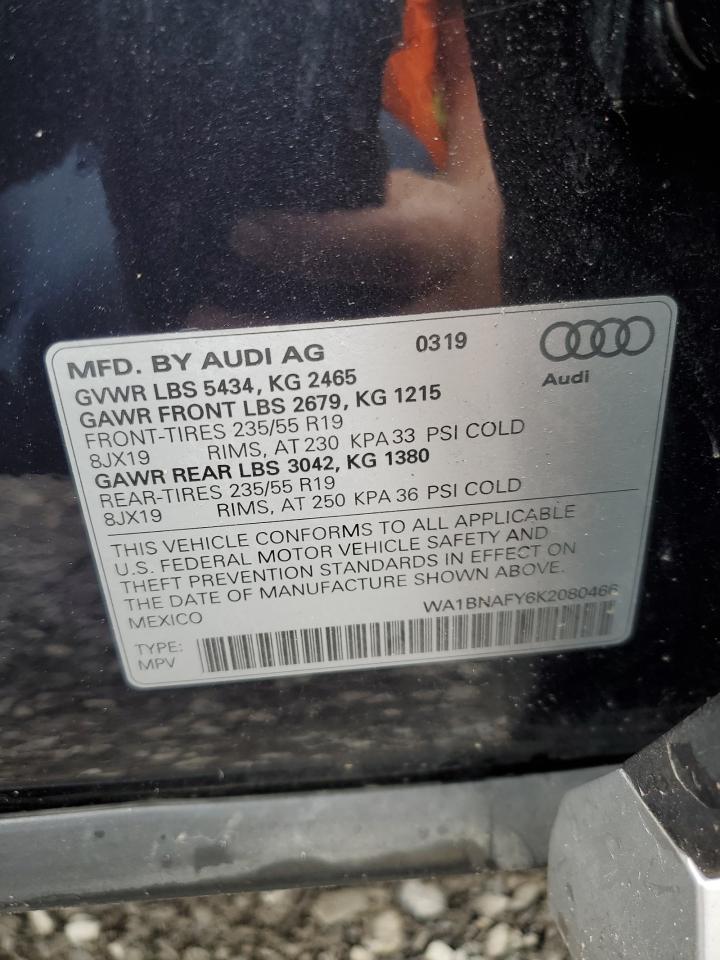 MFD. BY AUDI AG 0319
Audi
GVWR LBS 5434, KG 2465
GAWR FRONT LBS 2679, KG 1215
FRONT-TIRES 235/55 R19
8JX19 RIMS, AT 230 KPA 33 PSI COLD
GAWR REAR LBS 3042, KG 1380
REAR-TIRES 235/55 R19
8JX19 RIMS, AT 250 KPA 36 PSI COLD
THIS VEHICLE CONFORMS TO ALL APPLICABLE
U.S. FEDERAL MOTOR VEHICLE SAFETY AND
THEFT PREVENTION STANDARDS IN EFFECT ON
THE DATE OF MANUFACTURE SHOWN ABOVE.
MEXICO WA1BNAFY6K2080466
TYPE:
MPV